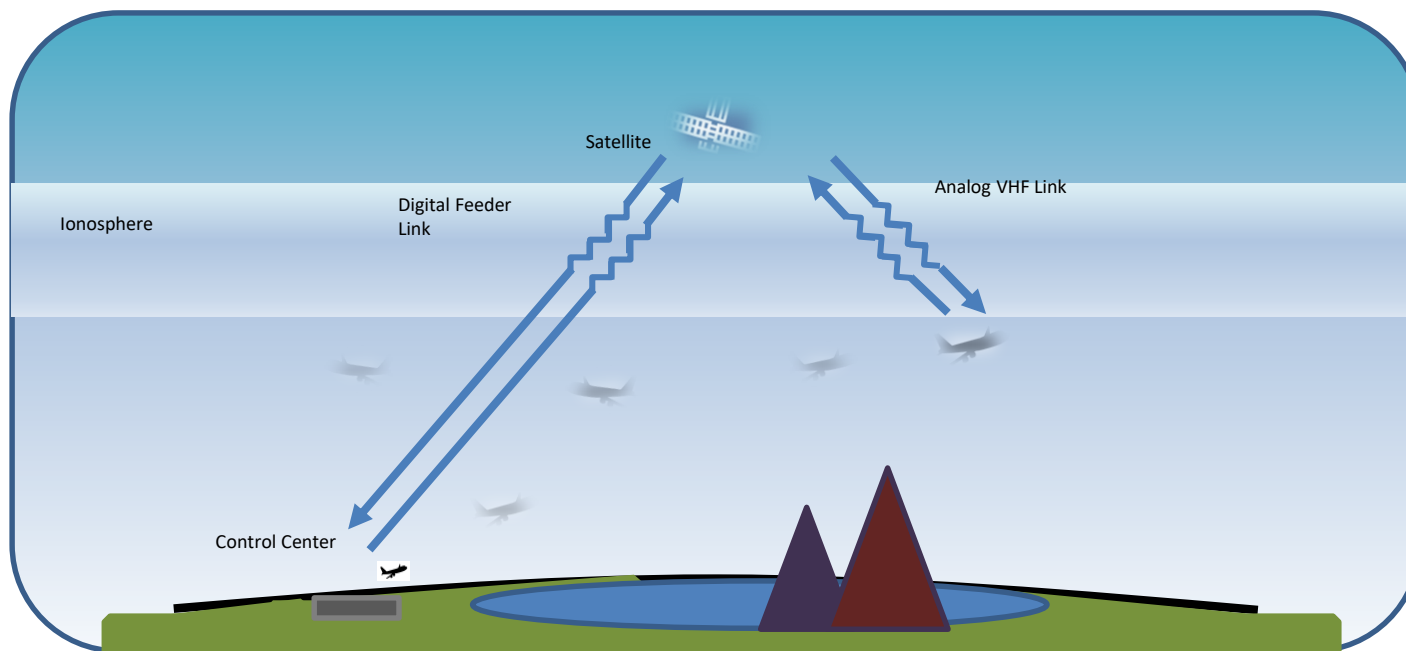 Satellite
Analog VHF Link
Digital Feeder
Link
Ionosphere
Control Center